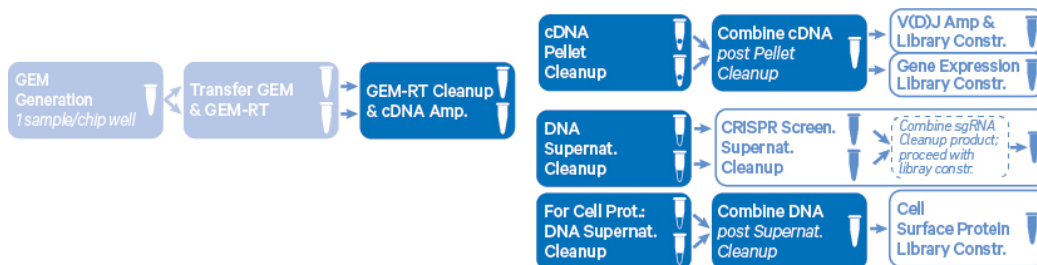 GEM
Generation
1 sample/chip well
Transfer GEM
& GEM-RT
GEM-RT Cleanup
& cDNA Amp.
cDNA
Pellet
Cleanup
Combine cDNA
post Pellet
Cleanup
V(D)J Amp &
Library Constr.
Gene Expression
Library Constr.
DNA
Supernat.
Cleanup
CRISPR Screen.
Supernat.
Cleanup
Combine sgRNA
Cleanup product;
proceed with
libray constr.
For Cell Prot.:
DNA Supernat.
Cleanup
Combine DNA
post Supernat.
Cleanup
Cell
Surface Protein
Library Constr.